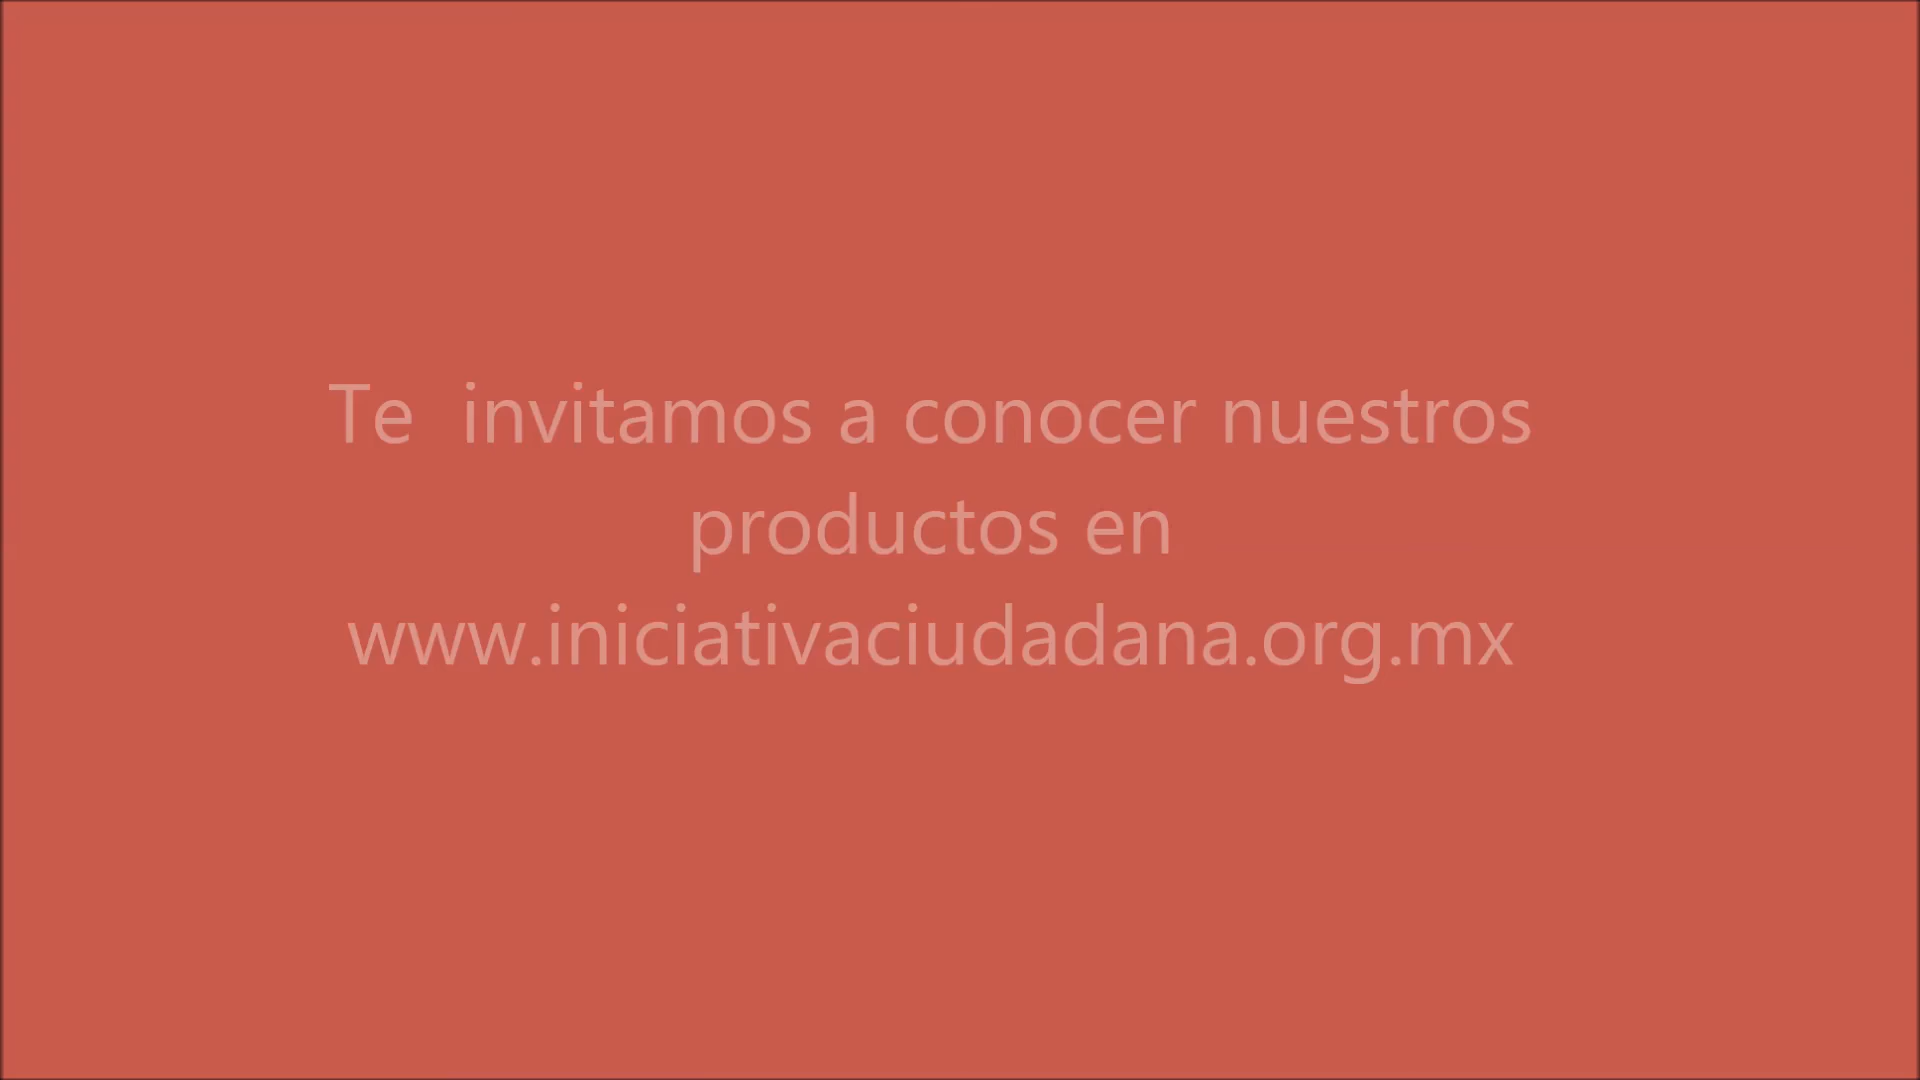 Te  invitamos a conocer nuestros
productos en
www.iniciativaciudadana.org.mx